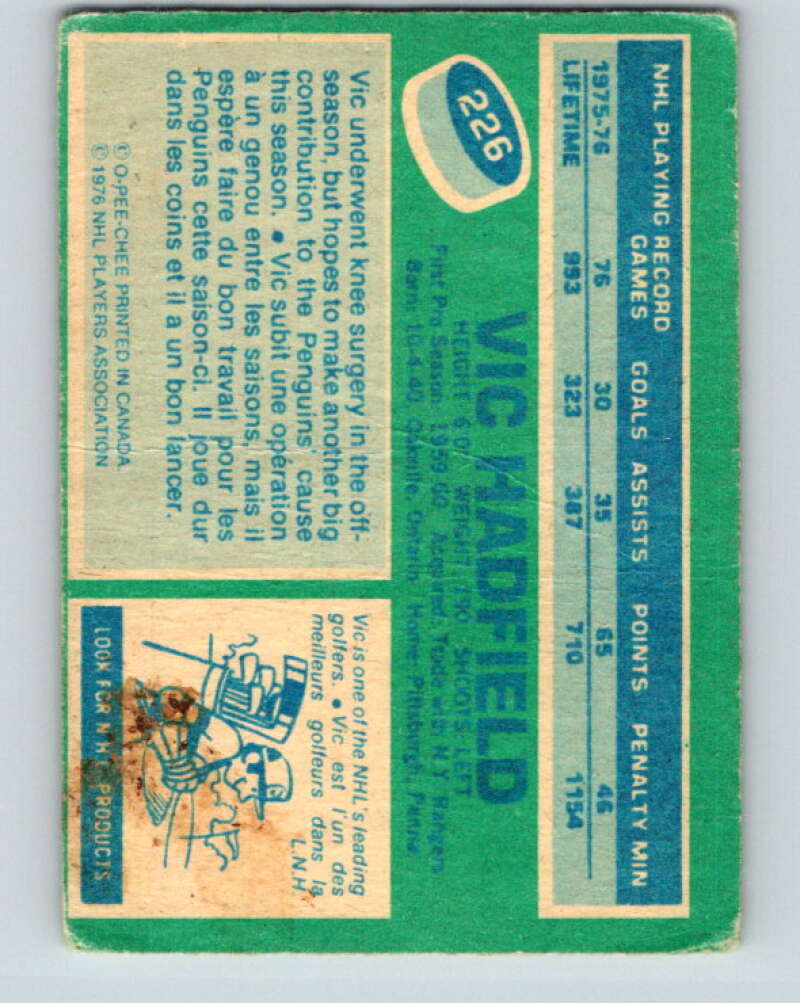 NHL PLAYING RECORD
GAMES GOALS ASSISTS POINTS PENALTY MIN
1975-76 76 30 35 65 46
LIFETIME 993 323 387 710 1154
226
VIC HADFIELD
HEIGHT 6'0" WEIGHT 190 SHOOTS LEFT
First Pro Season: 1959-60 Acquired: Trade with N.Y. Rangers
Born: 10-4-40, Oakville, Ontario Home: Pittsburgh, Penna.
Vic underwent knee surgery in the off-
season, but hopes to make another big
contribution to the Penguins' cause
this season. • Vic subit une opération
à un genou entre les saisons, mais il
espère faire du bon travail pour les
Penguins cette saison-ci. Il joue dur
dans les coins et il a un bon lancer.
© O-PEE-CHEE PRINTED IN CANADA.
© 1976 NHL PLAYERS ASSOCIATION
Vic is one of the NHL's leading
golfers. • Vic est l'un des
meilleurs golfeurs dans la
L.N.H.
LOOK FOR PRODUCTS